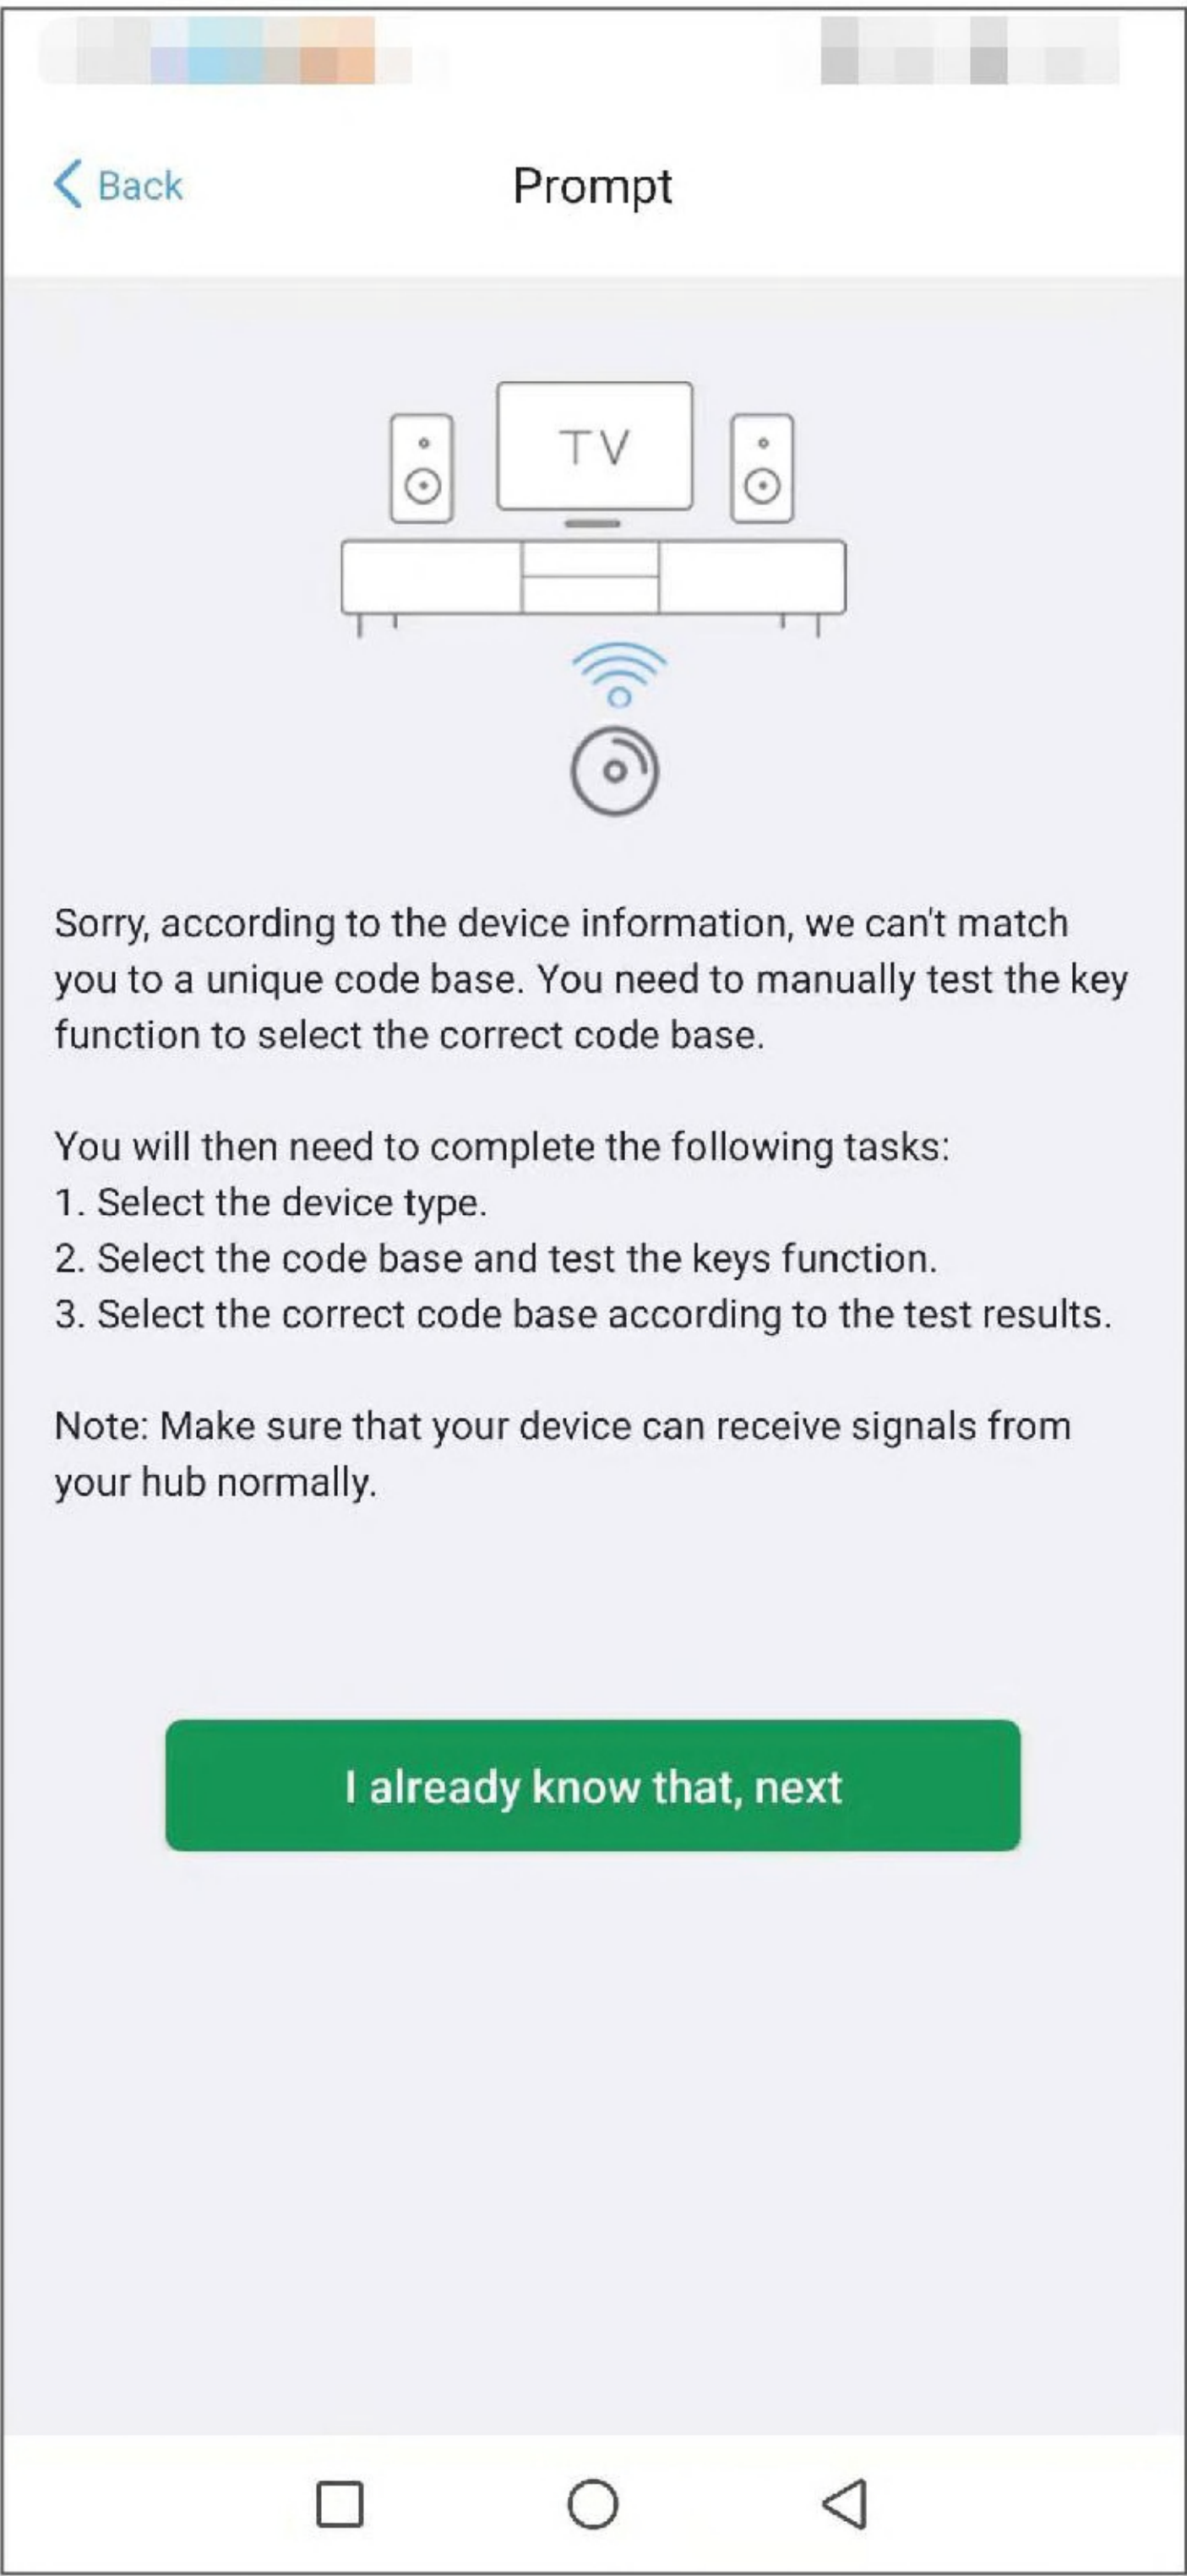 Back
Prompt
TV
Sorry, according to the device information, we can't match
you to a unique code base. You need to manually test the key
function to select the correct code base.
You will then need to complete the following tasks:
1. Select the device type.
2. Select the code base and test the keys function.
3. Select the correct code base according to the test results.
Note: Make sure that your device can receive signals from
your hub normally.
I already know that, next